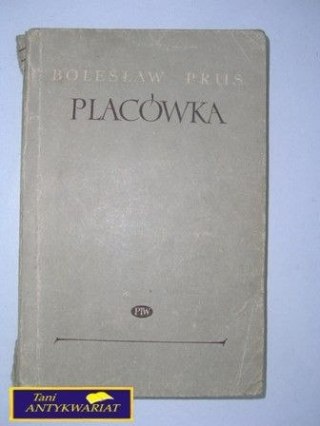 BOLESŁAW PRUS
PLACÓWKA
PIW
Tani
ANTYKWARIAT